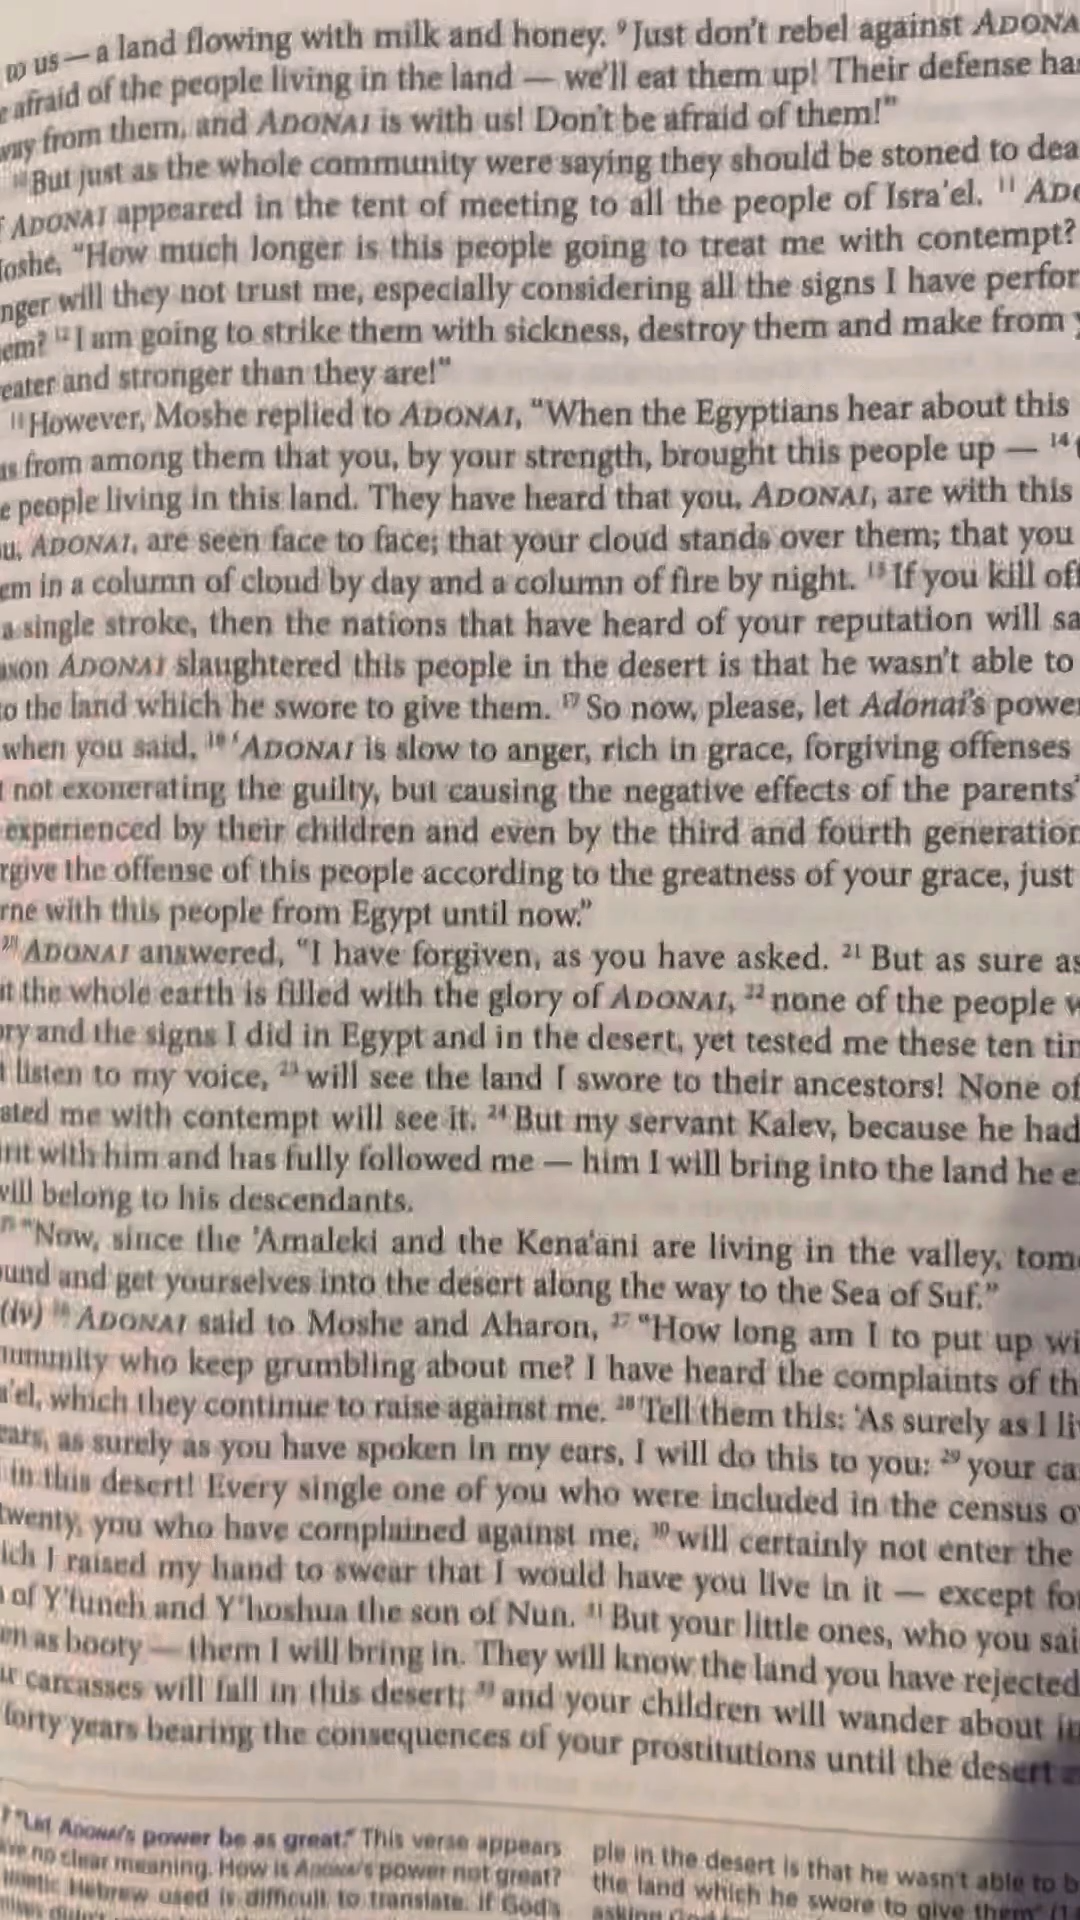 to us — a land flowing with milk and honey. 9 Just don't rebel against ADONA
e afraid of the people living in the land — we'll eat them up! Their defense ha
way from them, and ADONAI is with us! Don't be afraid of them!"
10 But just as the whole community were saying they should be stoned to dea
f ADONAI appeared in the tent of meeting to all the people of Isra'el. 11 ADO
Moshe, "How much longer is this people going to treat me with contempt?
nger will they not trust me, especially considering all the signs I have perfor
em? 12 I am going to strike them with sickness, destroy them and make from y
eater and stronger than they are!"
13 However, Moshe replied to ADONAI, "When the Egyptians hear about this
as from among them that you, by your strength, brought this people up — 14 t
e people living in this land. They have heard that you, ADONAI, are with this
u, ADONAI, are seen face to face; that your cloud stands over them; that you
em in a column of cloud by day and a column of fire by night. 15 If you kill off
a single stroke, then the nations that have heard of your reputation will sa
ason ADONAI slaughtered this people in the desert is that he wasn't able to
to the land which he swore to give them. 17 So now, please, let Adonai's power
when you said, 18 'ADONAI is slow to anger, rich in grace, forgiving offenses
t not exonerating the guilty, but causing the negative effects of the parents'
experienced by their children and even by the third and fourth generation
rgive the offense of this people according to the greatness of your grace, just
rne with this people from Egypt until now."
20 ADONAI answered, "I have forgiven, as you have asked. 21 But as sure as
at the whole earth is filled with the glory of ADONAI, 22 none of the people w
ory and the signs I did in Egypt and in the desert, yet tested me these ten tim
t listen to my voice, 23 will see the land I swore to their ancestors! None of
ated me with contempt will see it. 24 But my servant Kalev, because he had
irit with him and has fully followed me — him I will bring into the land he e
will belong to his descendants.
25 "Now, since the 'Amaleki and the Kena'ani are living in the valley, tomo
ound and get yourselves into the desert along the way to the Sea of Suf."
(iv) 26 ADONAI said to Moshe and Aharon, 27 "How long am I to put up wi
mmunity who keep grumbling about me? I have heard the complaints of th
a'el, which they continue to raise against me. 28 Tell them this: 'As surely as I li
ears, as surely as you have spoken in my ears, I will do this to you: 29 your ca
in this desert! Every single one of you who were included in the census o
twenty, you who have complained against me, 30 will certainly not enter the
ich I raised my hand to swear that I would have you live in it — except for
n of Y'funeh and Y'hoshua the son of Nun. 31 But your little ones, who you sai
en as booty — them I will bring in. They will know the land you have rejected
ur carcasses will fall in this desert; 33 and your children will wander about in
forty years bearing the consequences of your prostitutions until the desert
"Let ADONAI's power be as great." This verse appears
ave no clear meaning. How is ADONAI's power not great?
Hebrew used is difficult to translate. If God's
didn't
ple in the desert is that he wasn't able to b
the land which he swore to give them"
asking God